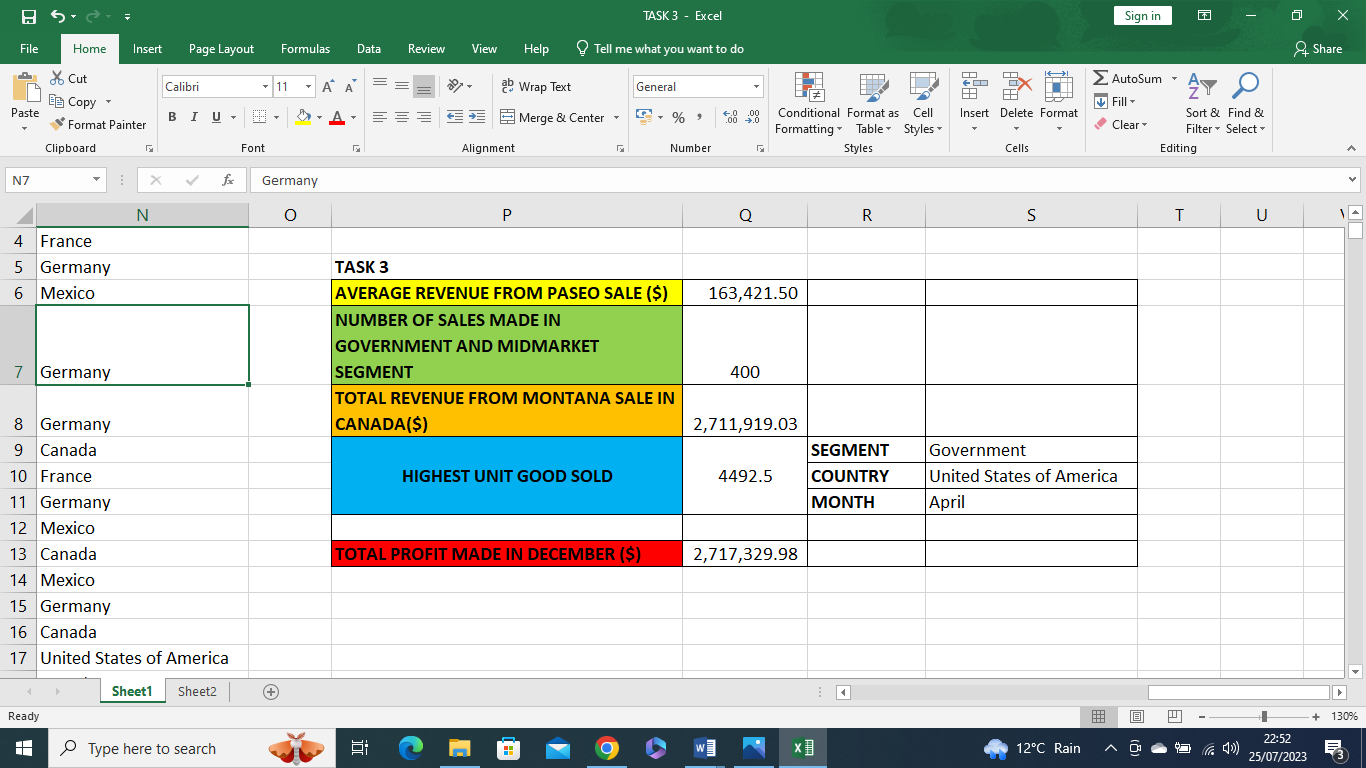 TASK 3 - Excel
Sign in
File Home Insert Page Layout Formulas Data Review View Help Tell me what you want to do Share
Paste
Cut
Copy
Format Painter
Clipboard
Calibri 11
A A
B I U A
Font
Wrap Text
Merge & Center
Alignment
General
% ,
Number
Conditional Formatting
Format as Table
Cell Styles
Styles
Insert
Delete
Format
Cells
AutoSum
Fill
Clear
Sort & Filter
Find & Select
Editing
N7 fx Germany
N O P Q R S T U
4 France
5 Germany TASK 3
6 Mexico AVERAGE REVENUE FROM PASEO SALE ($) 163,421.50
NUMBER OF SALES MADE IN
GOVERNMENT AND MIDMARKET
7 Germany SEGMENT 400
TOTAL REVENUE FROM MONTANA SALE IN
8 Germany CANADA($) 2,711,919.03
9 Canada SEGMENT Government
10 France HIGHEST UNIT GOOD SOLD 4492.5 COUNTRY United States of America
11 Germany MONTH April
12 Mexico
13 Canada TOTAL PROFIT MADE IN DECEMBER ($) 2,717,329.98
14 Mexico
15 Germany
16 Canada
17 United States of America
Sheet1 Sheet2
Ready 130%
Type here to search
12°C Rain
22:52
25/07/2023
3